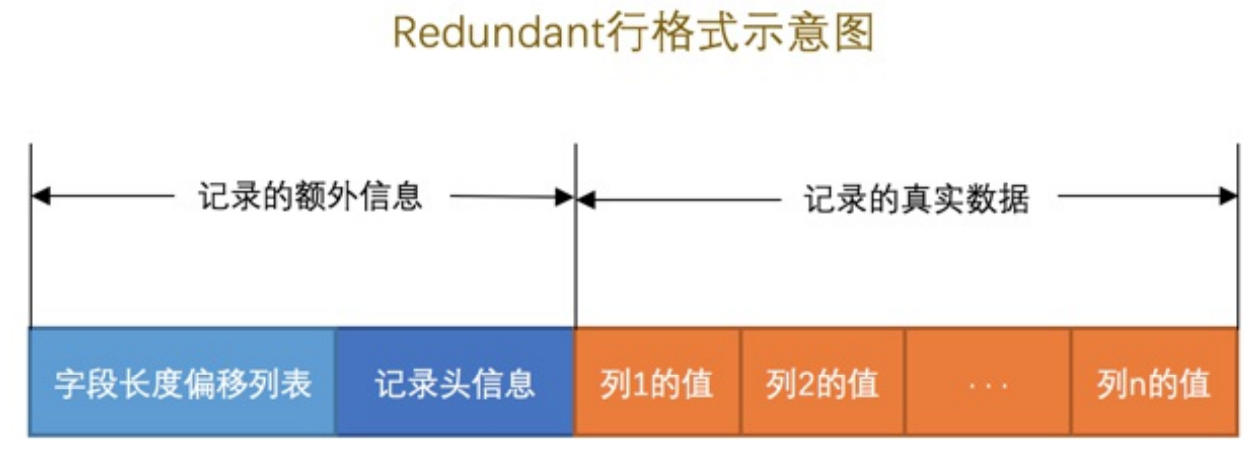 Redundant行格式示意图
记录的额外信息
记录的真实数据
字段长度偏移列表
记录头信息
列1的值
列2的值
...
列n的值